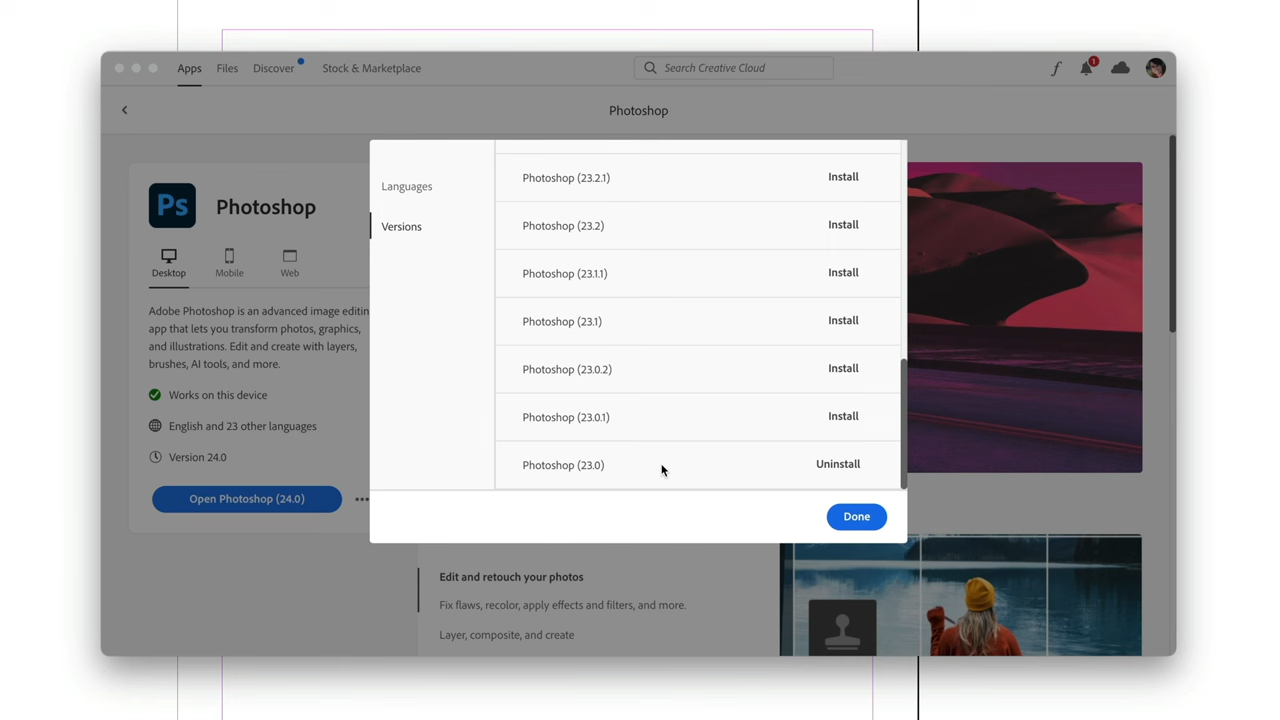 Apps
Files
Discover
Stock & Marketplace
Search Creative Cloud
f
1
Photoshop
Ps
Photoshop
Desktop
Mobile
Web
Adobe Photoshop is an advanced image editin
app that lets you transform photos, graphics,
and illustrations. Edit and create with layers,
brushes, AI tools, and more.
Works on this device
English and 23 other languages
Version 24.0
Open Photoshop (24.0)
Languages
Versions
Photoshop (23.2.1)
Install
Photoshop (23.2)
Install
Photoshop (23.1.1)
Install
Photoshop (23.1)
Install
Photoshop (23.0.2)
Install
Photoshop (23.0.1)
Install
Photoshop (23.0)
Uninstall
Done
Edit and retouch your photos
Fix flaws, recolor, apply effects and filters, and more.
Layer, composite, and create